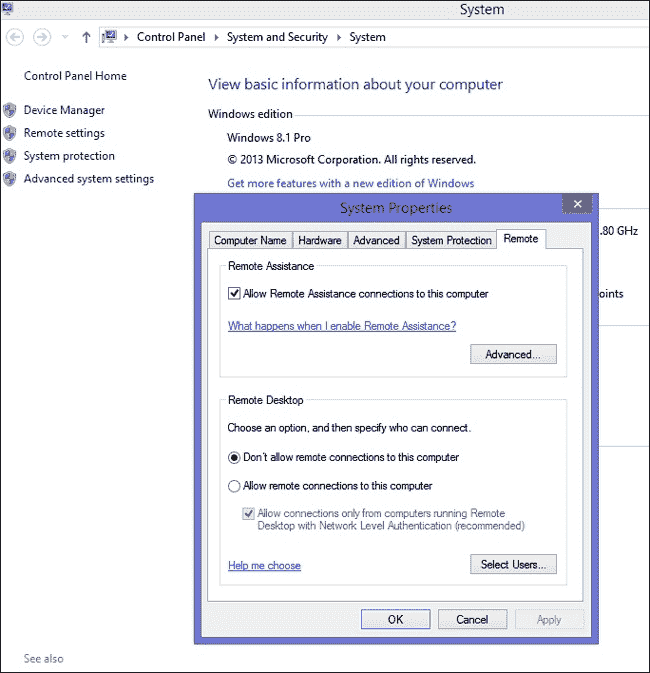 System
Control Panel System and Security System
Control Panel Home
Device Manager
Remote settings
System protection
Advanced system settings
View basic information about your computer
Windows edition
Windows 8.1 Pro
© 2013 Microsoft Corporation. All rights reserved.
Get more features with a new edition of Windows
.80 GHz
oints
System Properties
Computer Name Hardware Advanced System Protection Remote
Remote Assistance
Allow Remote Assistance connections to this computer
What happens when I enable Remote Assistance?
Advanced...
Remote Desktop
Choose an option, and then specify who can connect.
Don't allow remote connections to this computer
Allow remote connections to this computer
Allow connections only from computers running Remote
Desktop with Network Level Authentication (recommended)
Help me choose
Select Users...
OK Cancel Apply
See also